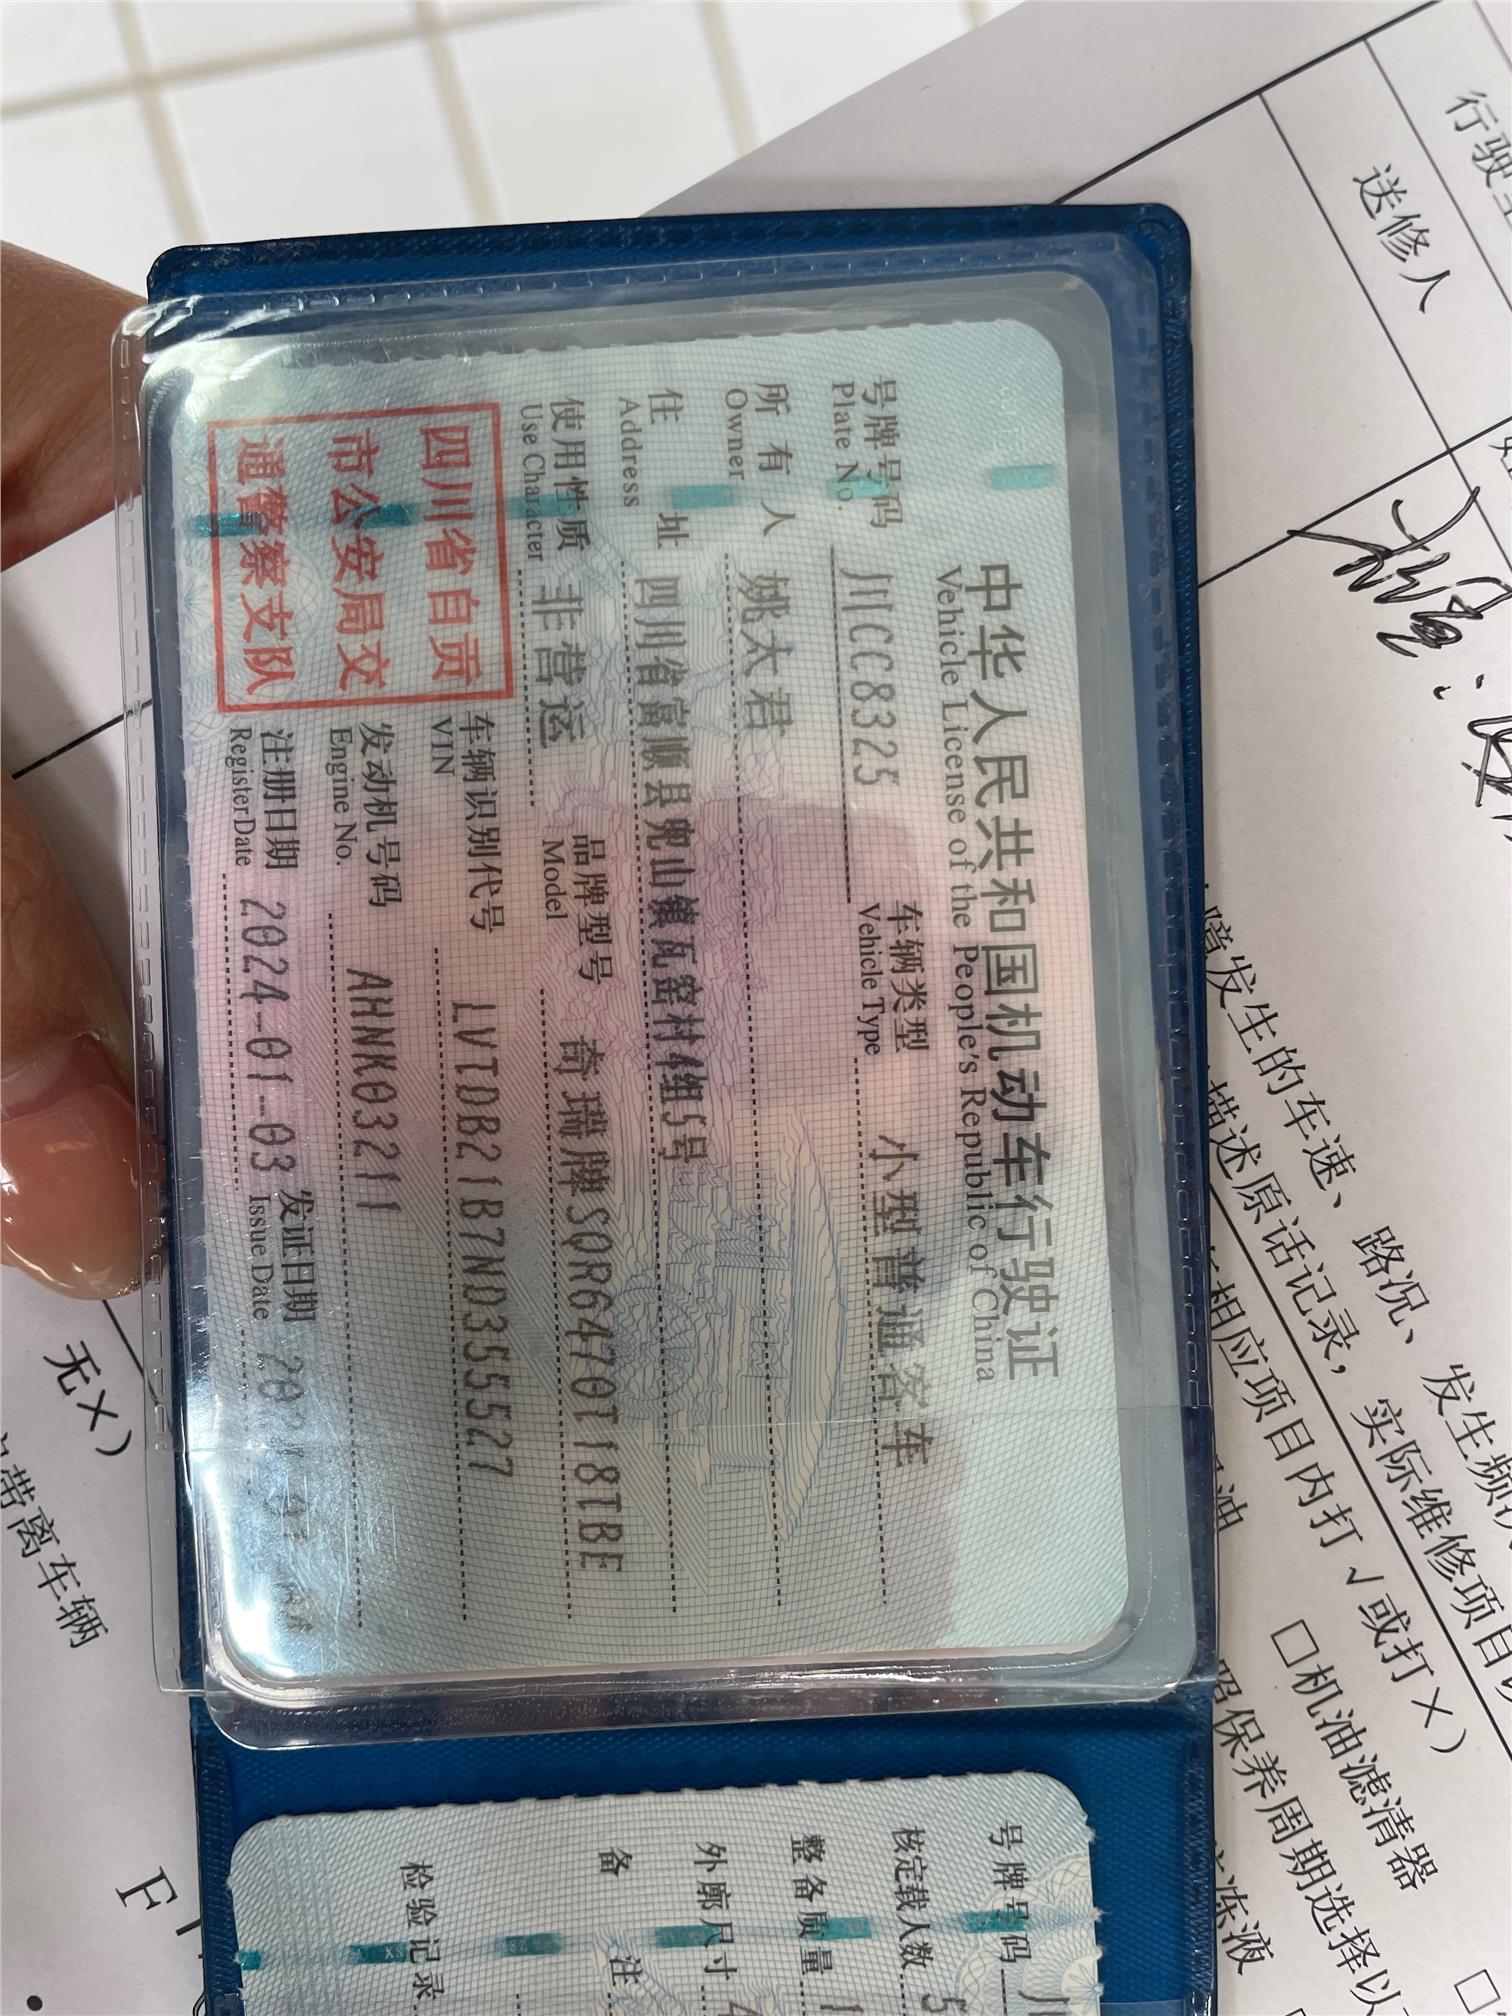 中华人民共和国机动车行驶证
Vehicle License of the People's Republic of China
号牌号码 川CC8325 车辆类型 小型普通客车
Plate No. Vehicle Type
所有人 姚太君
Owner
住址 四川省富顺县兜山镇瓦窑村4组5号
Address
使用性质 非营运 品牌型号 奇瑞牌SQR6470T18TBE
Use Character Model
四川省自贡
市公安局交
通警察支队
车辆识别代号 LVTDB21B7ND355527
VIN
发动机号码 AHNK03211
Engine No.
注册日期 2024-01-03 发证日期
Register Date Issue Date
号牌号码
核定载人数 5
整备质量
外廓尺寸
备注
检验记录
送修人
障发生的车速、路况、发生频
描述原话记录,实际维修项目
相应项目内打√或打×)
□机油滤清器
保养周期选择以
冻液
无×)
带离车辆